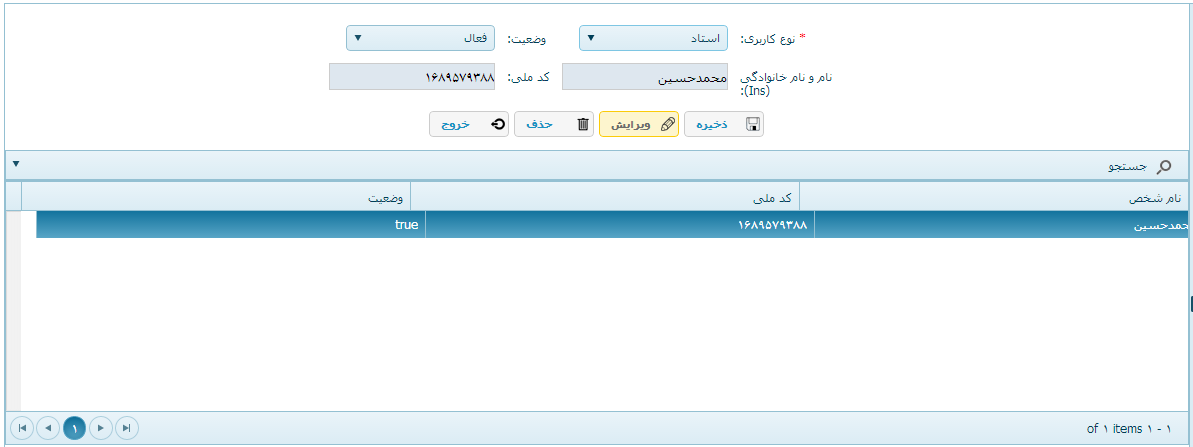 * نوع کاربری: استاد وضعیت: فعال
نام و نام خانوادگی محمدحسین کد ملی: ۱۶۸۹۵۷۹۳۸۸
(Ins):
ذخیره ویرایش حذف خروج
جستجو
نام شخص کد ملی وضعیت
حمدحسین ۱۶۸۹۵۷۹۳۸۸ true
۱ of ۱ items ۱ - ۱